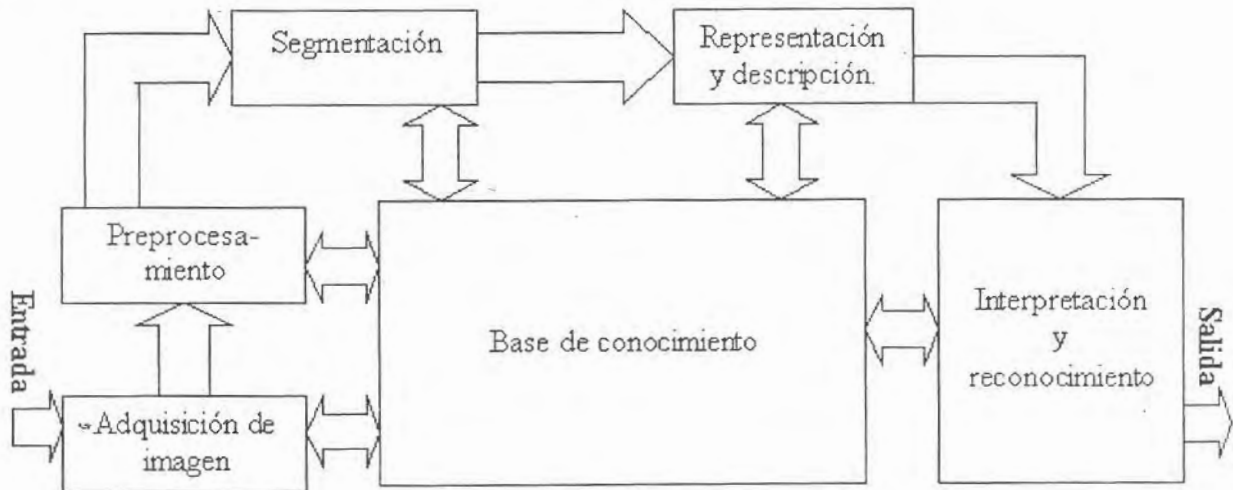 Segmentación
Representación
y descripción.
Preprocesa-
miento
Entrada
Adquisición de
imagen
Base de conocimiento
Interpretación
y
reconocimiento
Salida